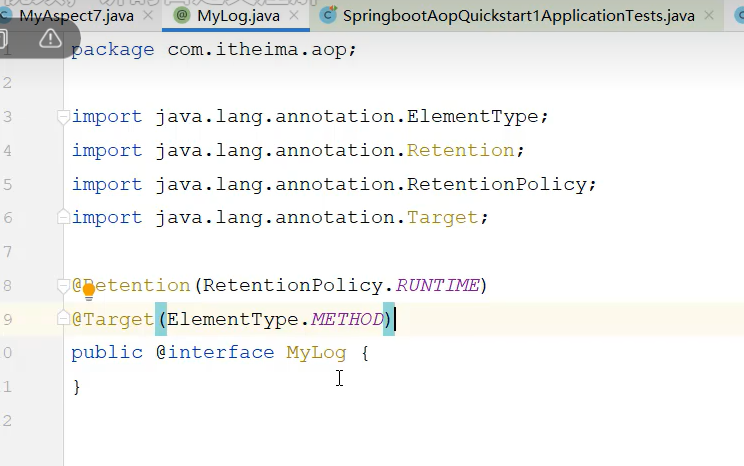 MyAspect7.java MyLog.java SpringbootAopQuickstart1ApplicationTests.java
1 package com.itheima.aop;
2
3 import java.lang.annotation.ElementType;
4 import java.lang.annotation.Retention;
5 import java.lang.annotation.RetentionPolicy;
6 import java.lang.annotation.Target;
7
8 @Retention(RetentionPolicy.RUNTIME)
9 @Target(ElementType.METHOD)
0 public @interface MyLog {
1 }
2